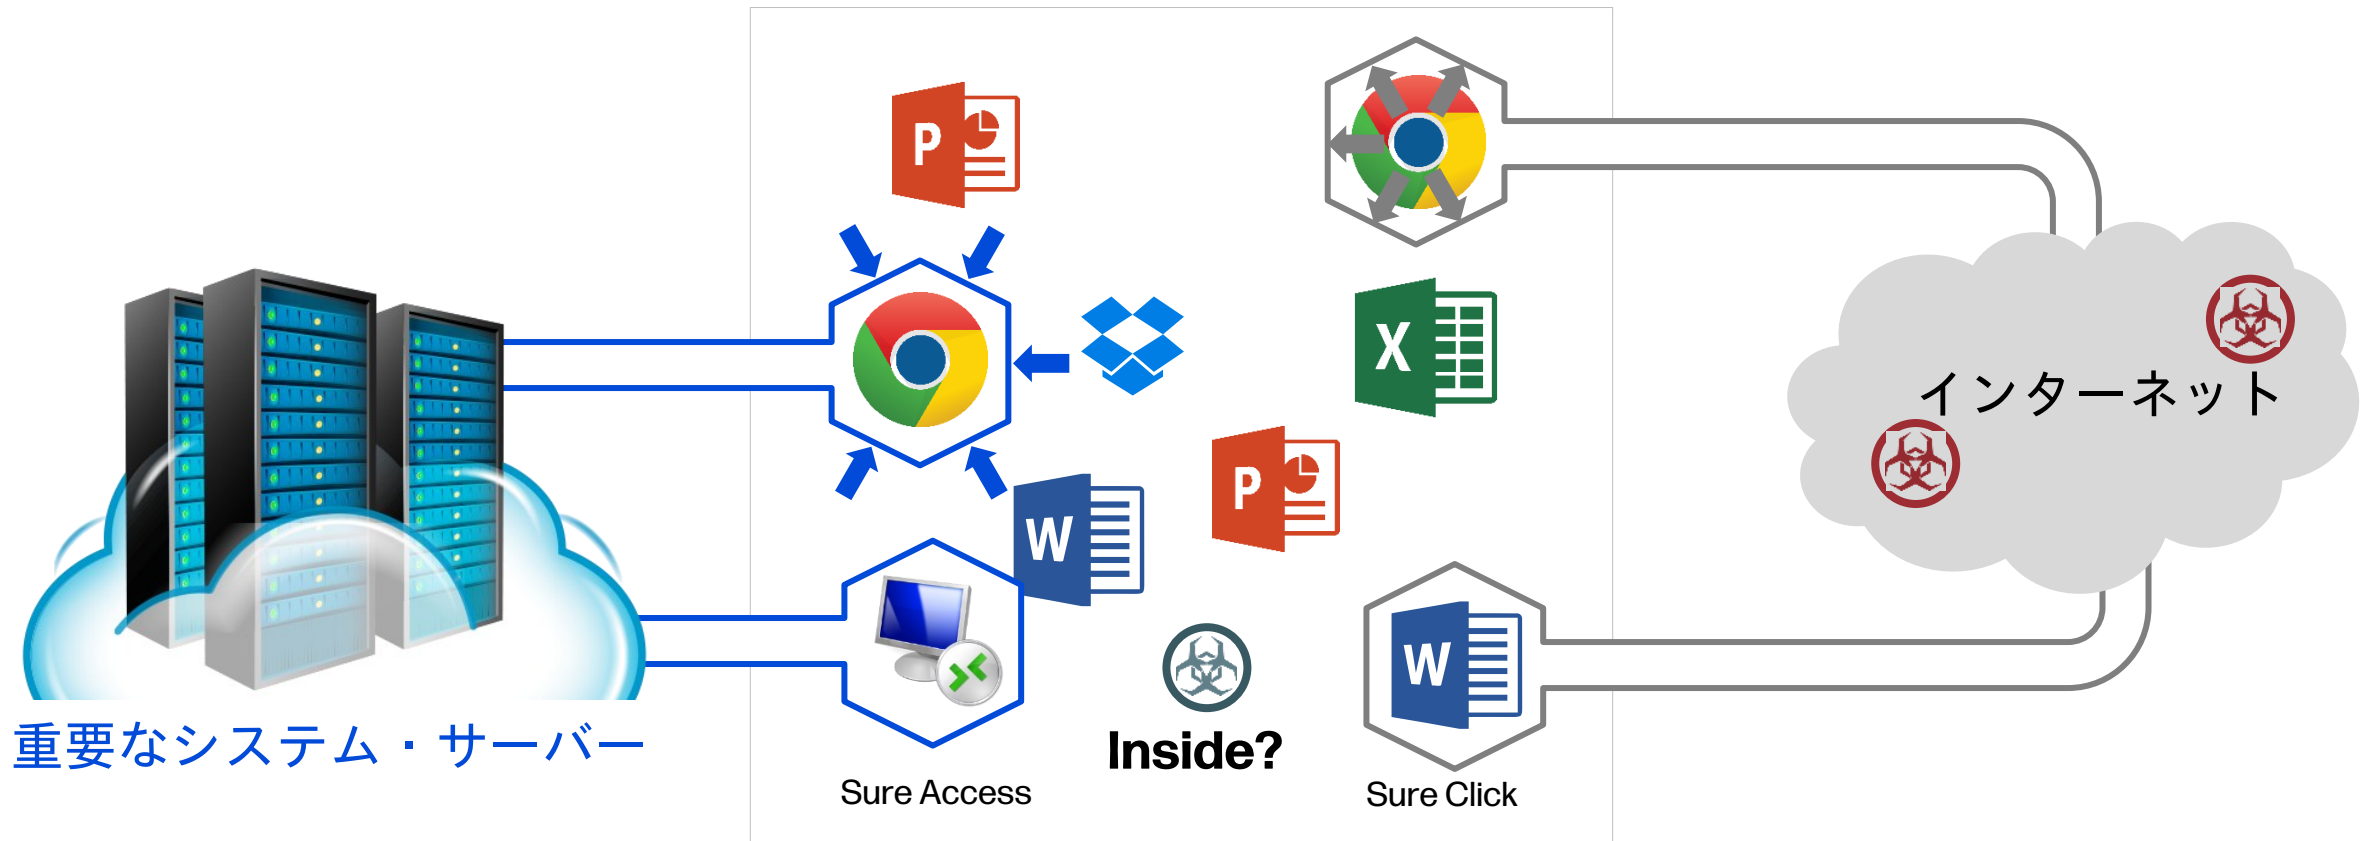 P
X
インターネット
P
W
W
重要なシステム・サーバー
Inside?
Sure Access
Sure Click